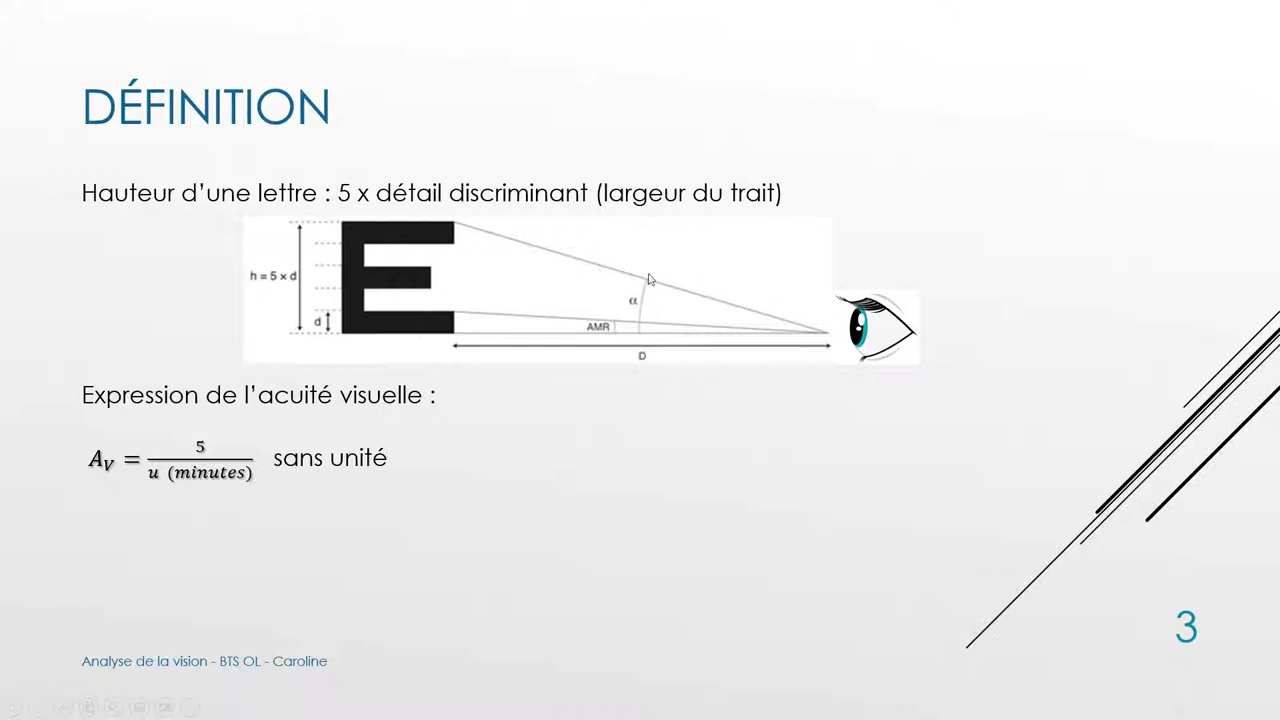 DÉFINITION
Hauteur d’une lettre : 5 x détail discriminant (largeur du trait)
h = 5 × d
d
α
AMR
D
Expression de l’acuité visuelle :
A_V = 5 / u (minutes) sans unité
3
Analyse de la vision - BTS OL - Caroline